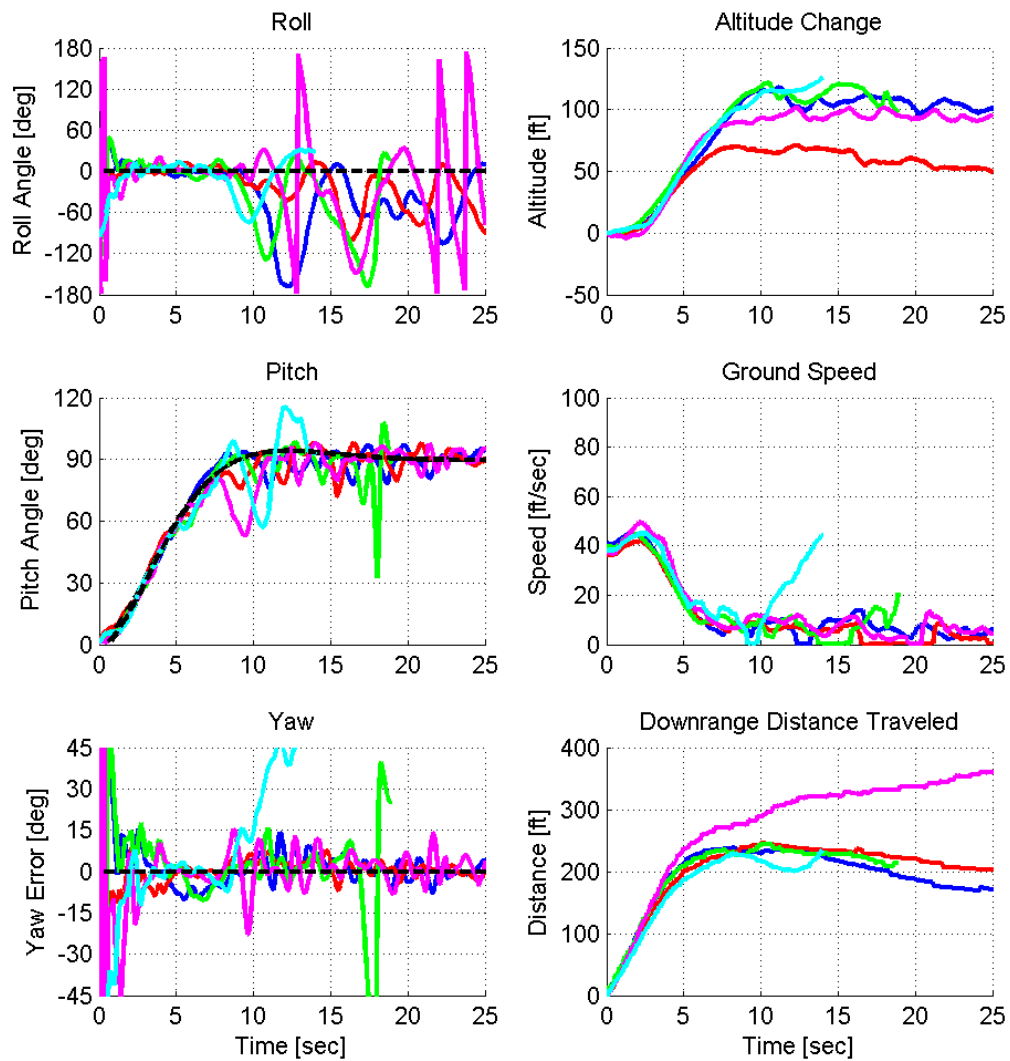 Roll
Roll Angle [deg]
180
120
60
0
-60
-120
-180
0 5 10 15 20 25
Altitude Change
Altitude [ft]
150
100
50
0
-50
0 5 10 15 20 25
Pitch
Pitch Angle [deg]
120
90
60
30
0
0 5 10 15 20 25
Ground Speed
Speed [ft/sec]
100
80
60
40
20
0
0 5 10 15 20 25
Yaw
Yaw Error [deg]
45
30
15
0
-15
-30
-45
0 5 10 15 20 25
Time [sec]
Downrange Distance Traveled
Distance [ft]
400
300
200
100
0
0 5 10 15 20 25
Time [sec]